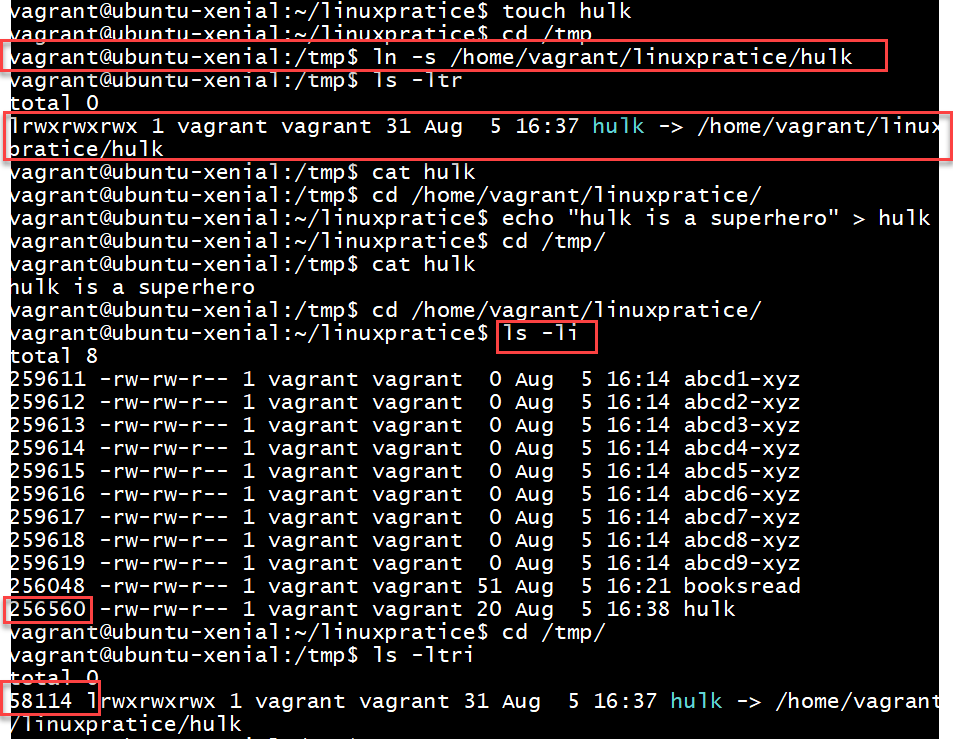 vagrant@ubuntu-xenial:~/linuxpratice$ touch hulk
vagrant@ubuntu-xenial:~/linuxpratice$ cd /tmp
vagrant@ubuntu-xenial:/tmp$ ln -s /home/vagrant/linuxpratice/hulk
vagrant@ubuntu-xenial:/tmp$ ls -ltr
total 0
lrwxrwxrwx 1 vagrant vagrant 31 Aug  5 16:37 hulk -> /home/vagrant/linux
pratice/hulk
vagrant@ubuntu-xenial:/tmp$ cat hulk
vagrant@ubuntu-xenial:/tmp$ cd /home/vagrant/linuxpratice/
vagrant@ubuntu-xenial:~/linuxpratice$ echo "hulk is a superhero" > hulk
vagrant@ubuntu-xenial:~/linuxpratice$ cd /tmp/
vagrant@ubuntu-xenial:/tmp$ cat hulk
hulk is a superhero
vagrant@ubuntu-xenial:/tmp$ cd /home/vagrant/linuxpratice/
vagrant@ubuntu-xenial:~/linuxpratice$ ls -li
total 8
259611 -rw-rw-r-- 1 vagrant vagrant  0 Aug  5 16:14 abcd1-xyz
259612 -rw-rw-r-- 1 vagrant vagrant  0 Aug  5 16:14 abcd2-xyz
259613 -rw-rw-r-- 1 vagrant vagrant  0 Aug  5 16:14 abcd3-xyz
259614 -rw-rw-r-- 1 vagrant vagrant  0 Aug  5 16:14 abcd4-xyz
259615 -rw-rw-r-- 1 vagrant vagrant  0 Aug  5 16:14 abcd5-xyz
259616 -rw-rw-r-- 1 vagrant vagrant  0 Aug  5 16:14 abcd6-xyz
259617 -rw-rw-r-- 1 vagrant vagrant  0 Aug  5 16:14 abcd7-xyz
259618 -rw-rw-r-- 1 vagrant vagrant  0 Aug  5 16:14 abcd8-xyz
259619 -rw-rw-r-- 1 vagrant vagrant  0 Aug  5 16:14 abcd9-xyz
256048 -rw-rw-r-- 1 vagrant vagrant 51 Aug  5 16:21 booksread
256560 -rw-rw-r-- 1 vagrant vagrant 20 Aug  5 16:38 hulk
vagrant@ubuntu-xenial:~/linuxpratice$ cd /tmp/
vagrant@ubuntu-xenial:/tmp$ ls -ltri
total 0
58114 lrwxrwxrwx 1 vagrant vagrant 31 Aug  5 16:37 hulk -> /home/vagrant
/linuxpratice/hulk